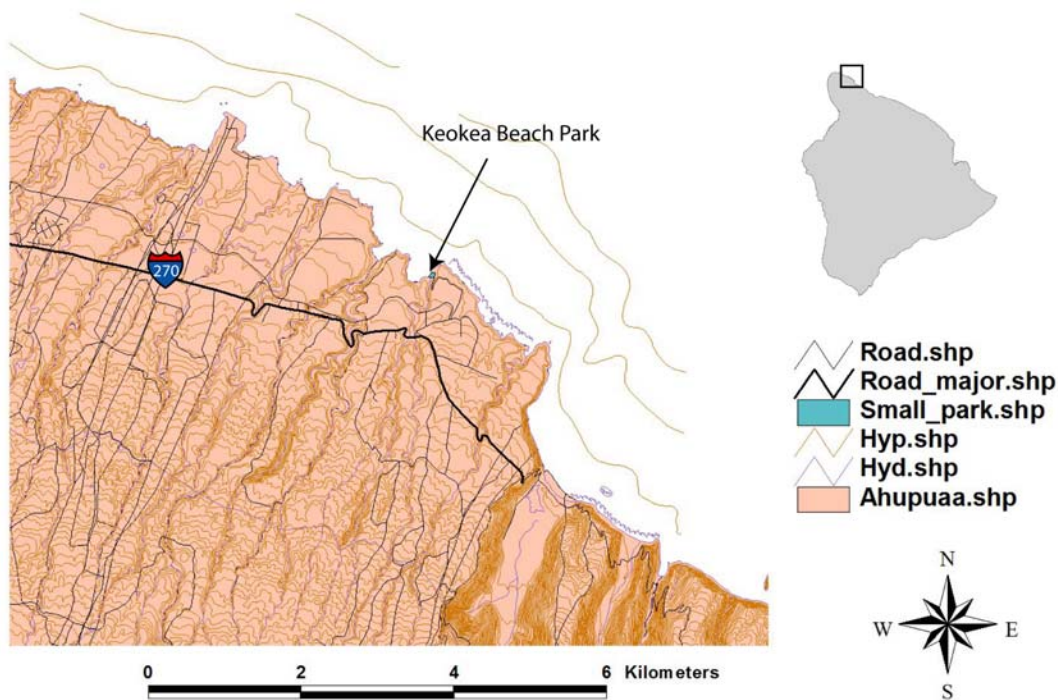 Keokea Beach Park
270
Road.shp
Road_major.shp
Small_park.shp
Hyp.shp
Hyd.shp
Ahupuaa.shp
N
W E
S
0 2 4 6 Kilometers